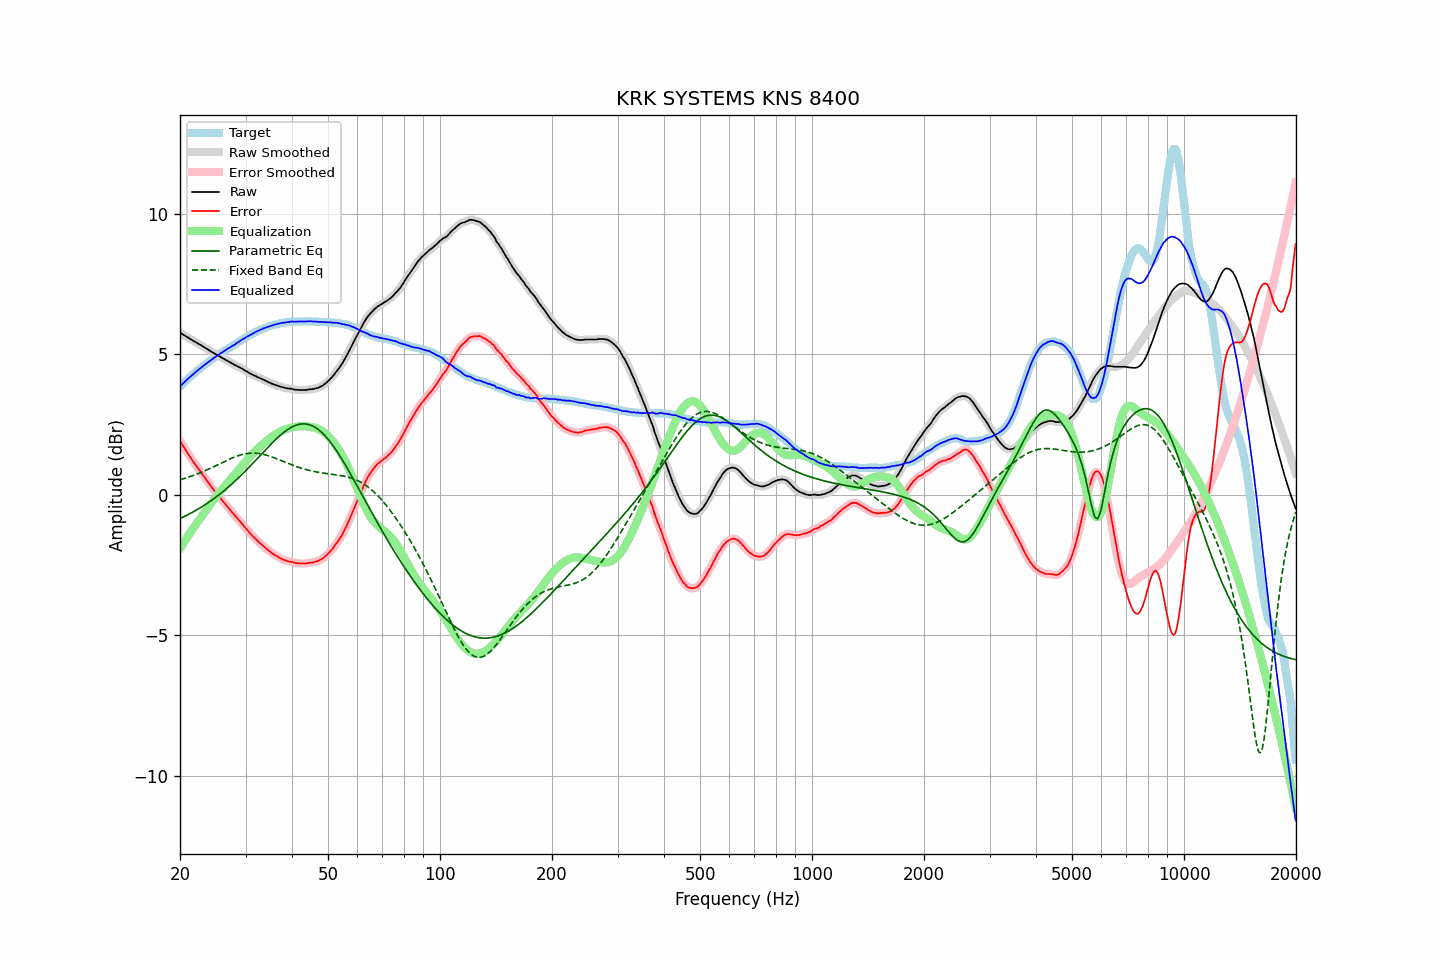 KRK SYSTEMS KNS 8400
Target
Raw Smoothed
Error Smoothed
Raw
Error
Equalization
Parametric Eq
Fixed Band Eq
Equalized
Amplitude (dBr)
10
5
0
−5
−10
20 50 100 200 500 1000 2000 5000 10000 20000
Frequency (Hz)